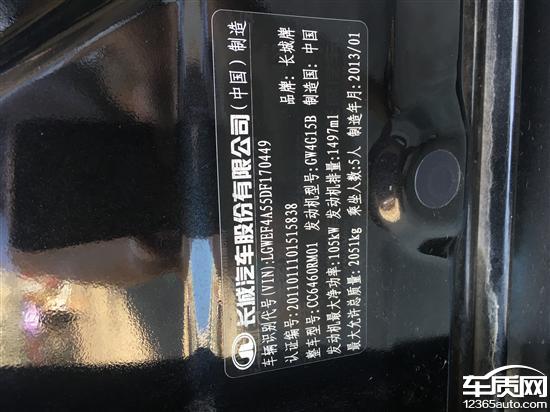 长城汽车股份有限公司(中国)制造
车辆识别代号(VIN):LGWEF4A55DF170449
认证编号:2011011101515838 品牌:长城牌
整车型号:CC6460RM01 发动机型号:GW4G15B 制造国:中国
发动机最大净功率:105kW 发动机排量:1497ml
最大允许总质量:2051kg 乘坐人数:5人 制造年月:2013/01
车质网
12365auto.com